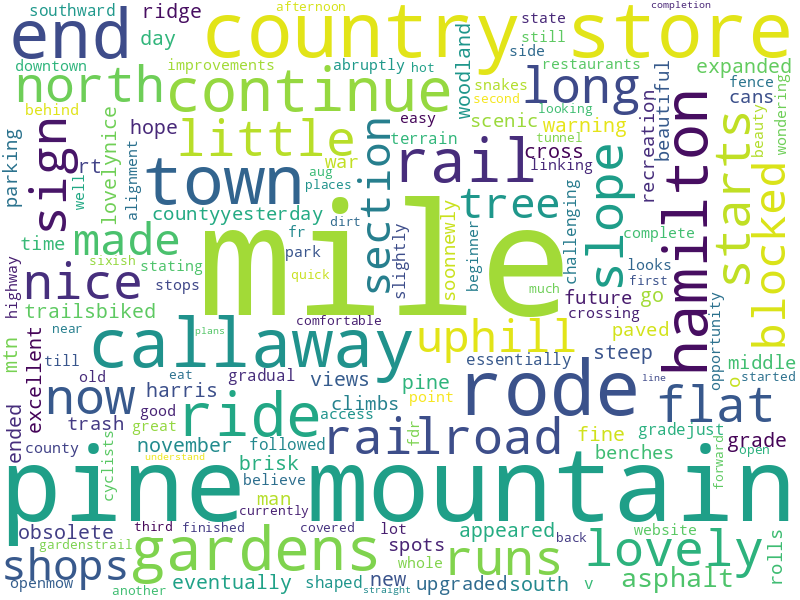 southward
ridge
afternoon
state
completion
end
country
store
day
still
side
downtown
improvements
abruptly
hot
woodland
restaurants
expanded
north
continue
long
snakes
second
looking
beautiful
fence
cans
behind
hope
easy
scenic
warning
recreation
beauty
wondering
parking
sign
rt
lovelynice
alignment
little
war
terrain
rail
cross
linking
tunnel
hamilton
starts
blocked
well
town
aug
places
section
tree
slope
countyyesterday
dirt
slightly
soonnewly
beginner
challenging
time
made
fr
park
mile
complete
sixish
stating
quick
looks
much
first
highway
nice
stops
future
go
crossing
opportunity
trailsbiked
comfortable
paved
near
plans
callaway
uphill
steep
o
mtn
till
essentially
middle
excellent
old
eat
gradual
views
pine
rode
line
started
now
harris
climbs
flat
ended
trash
good
ride
access
point
great
fdr
railroad
fine
gradejust
grade
county
november
followed
cyclists
brisk
believe
benches
forward
open
understand
man
currently
pine mountain
third
finished
covered
lot
back
website
obsolete
gardenstrail
gardens
spots
appeared
runs
lovely
rolls
shops
whole
asphalt
openmow
eventually
shaped
new
upgraded
south
v
another
straight